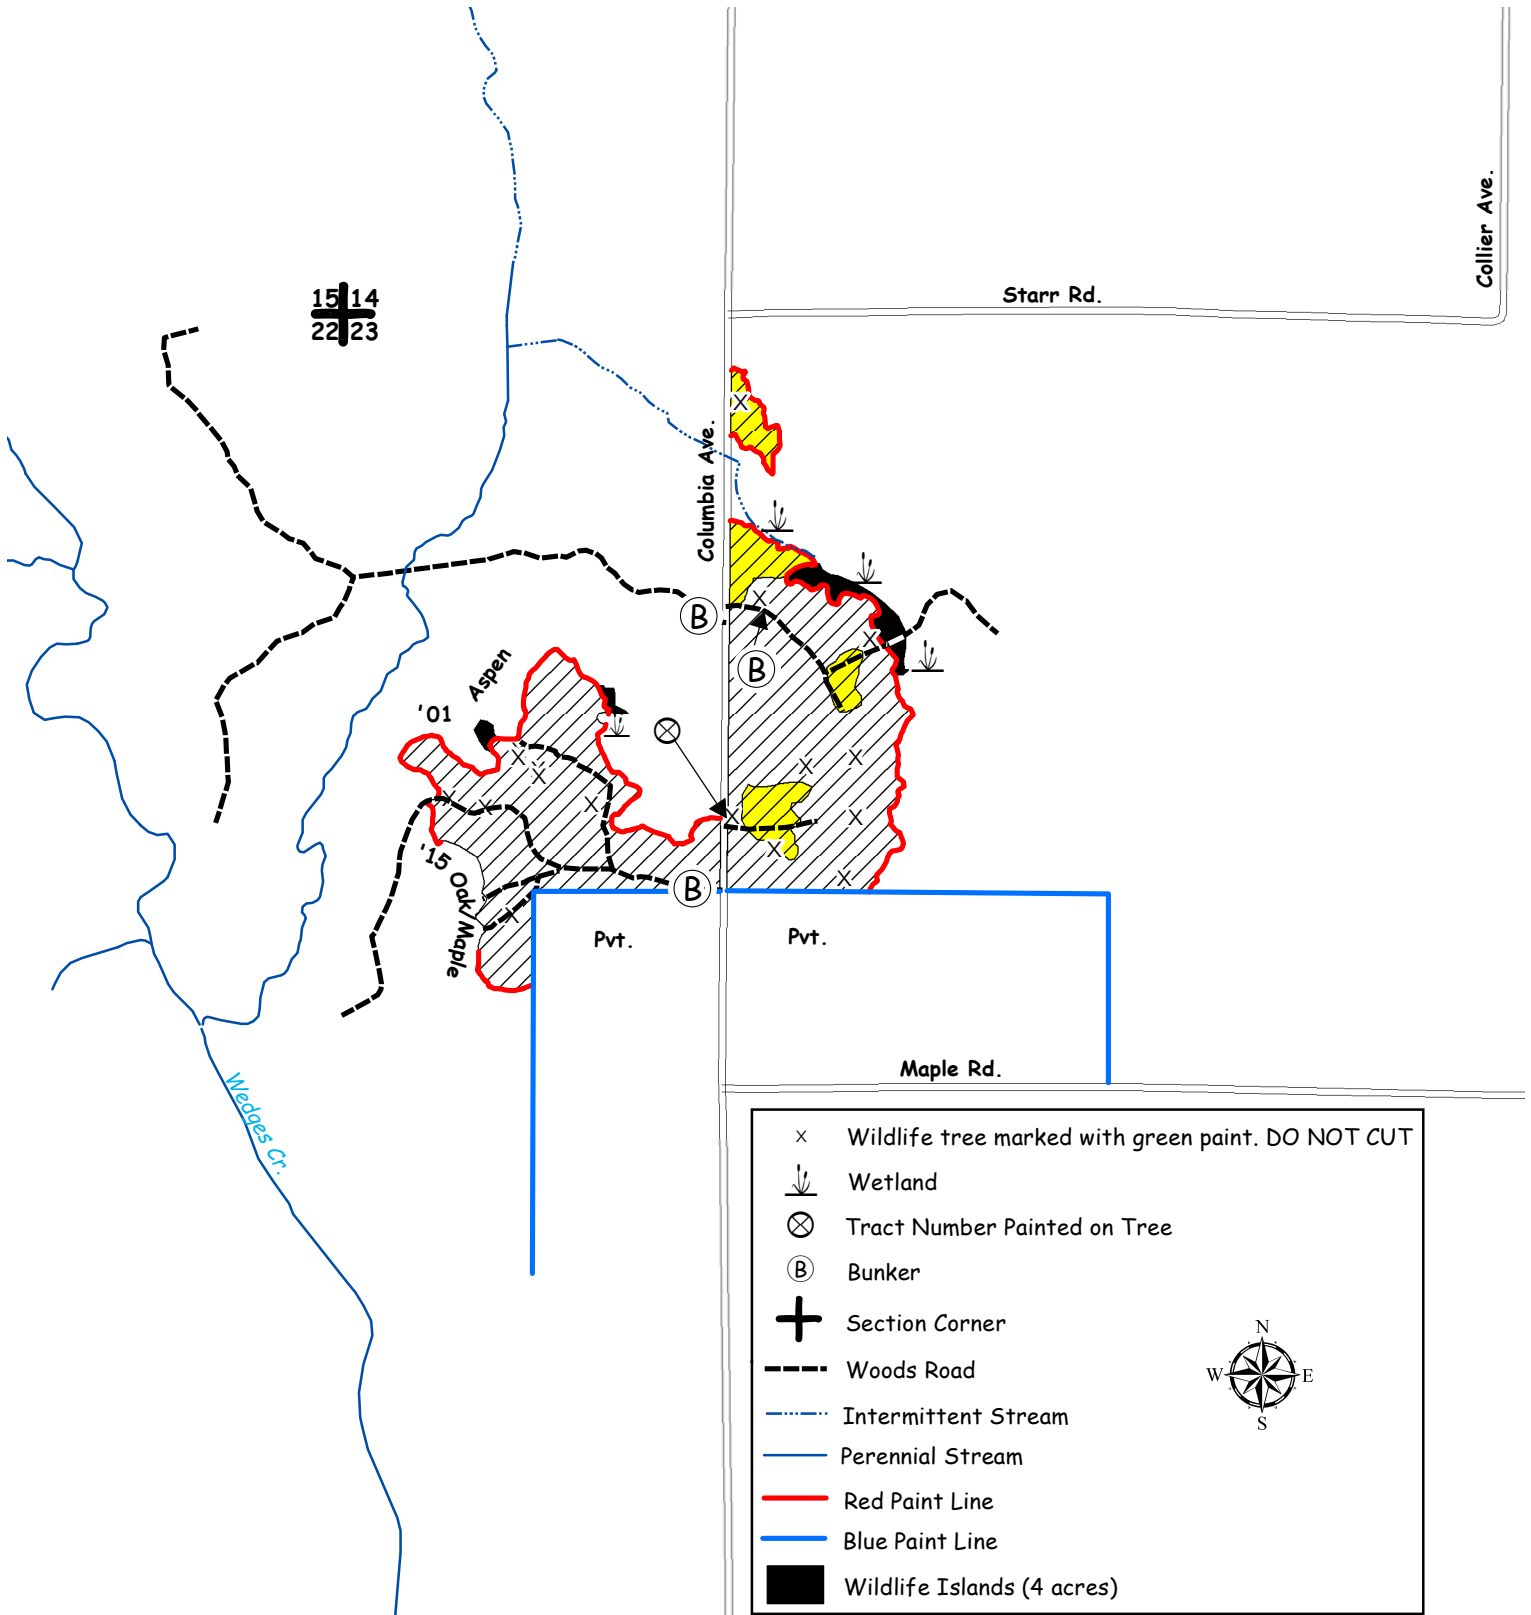 Collier Ave.
15 14
22 23
Starr Rd.
Columbia Ave.
X
B
X
X
B
Aspen
'01
X
X
X
X
X
X
X
X
X
X
X
'15 Oak/Maple
X
B
X
Pvt.
Pvt.
Maple Rd.
Wedges Cr.
x Wildlife tree marked with green paint. DO NOT CUT
Wetland
Tract Number Painted on Tree
B Bunker
Section Corner
Woods Road
Intermittent Stream
Perennial Stream
Red Paint Line
Blue Paint Line
Wildlife Islands (4 acres)
N
W E
S